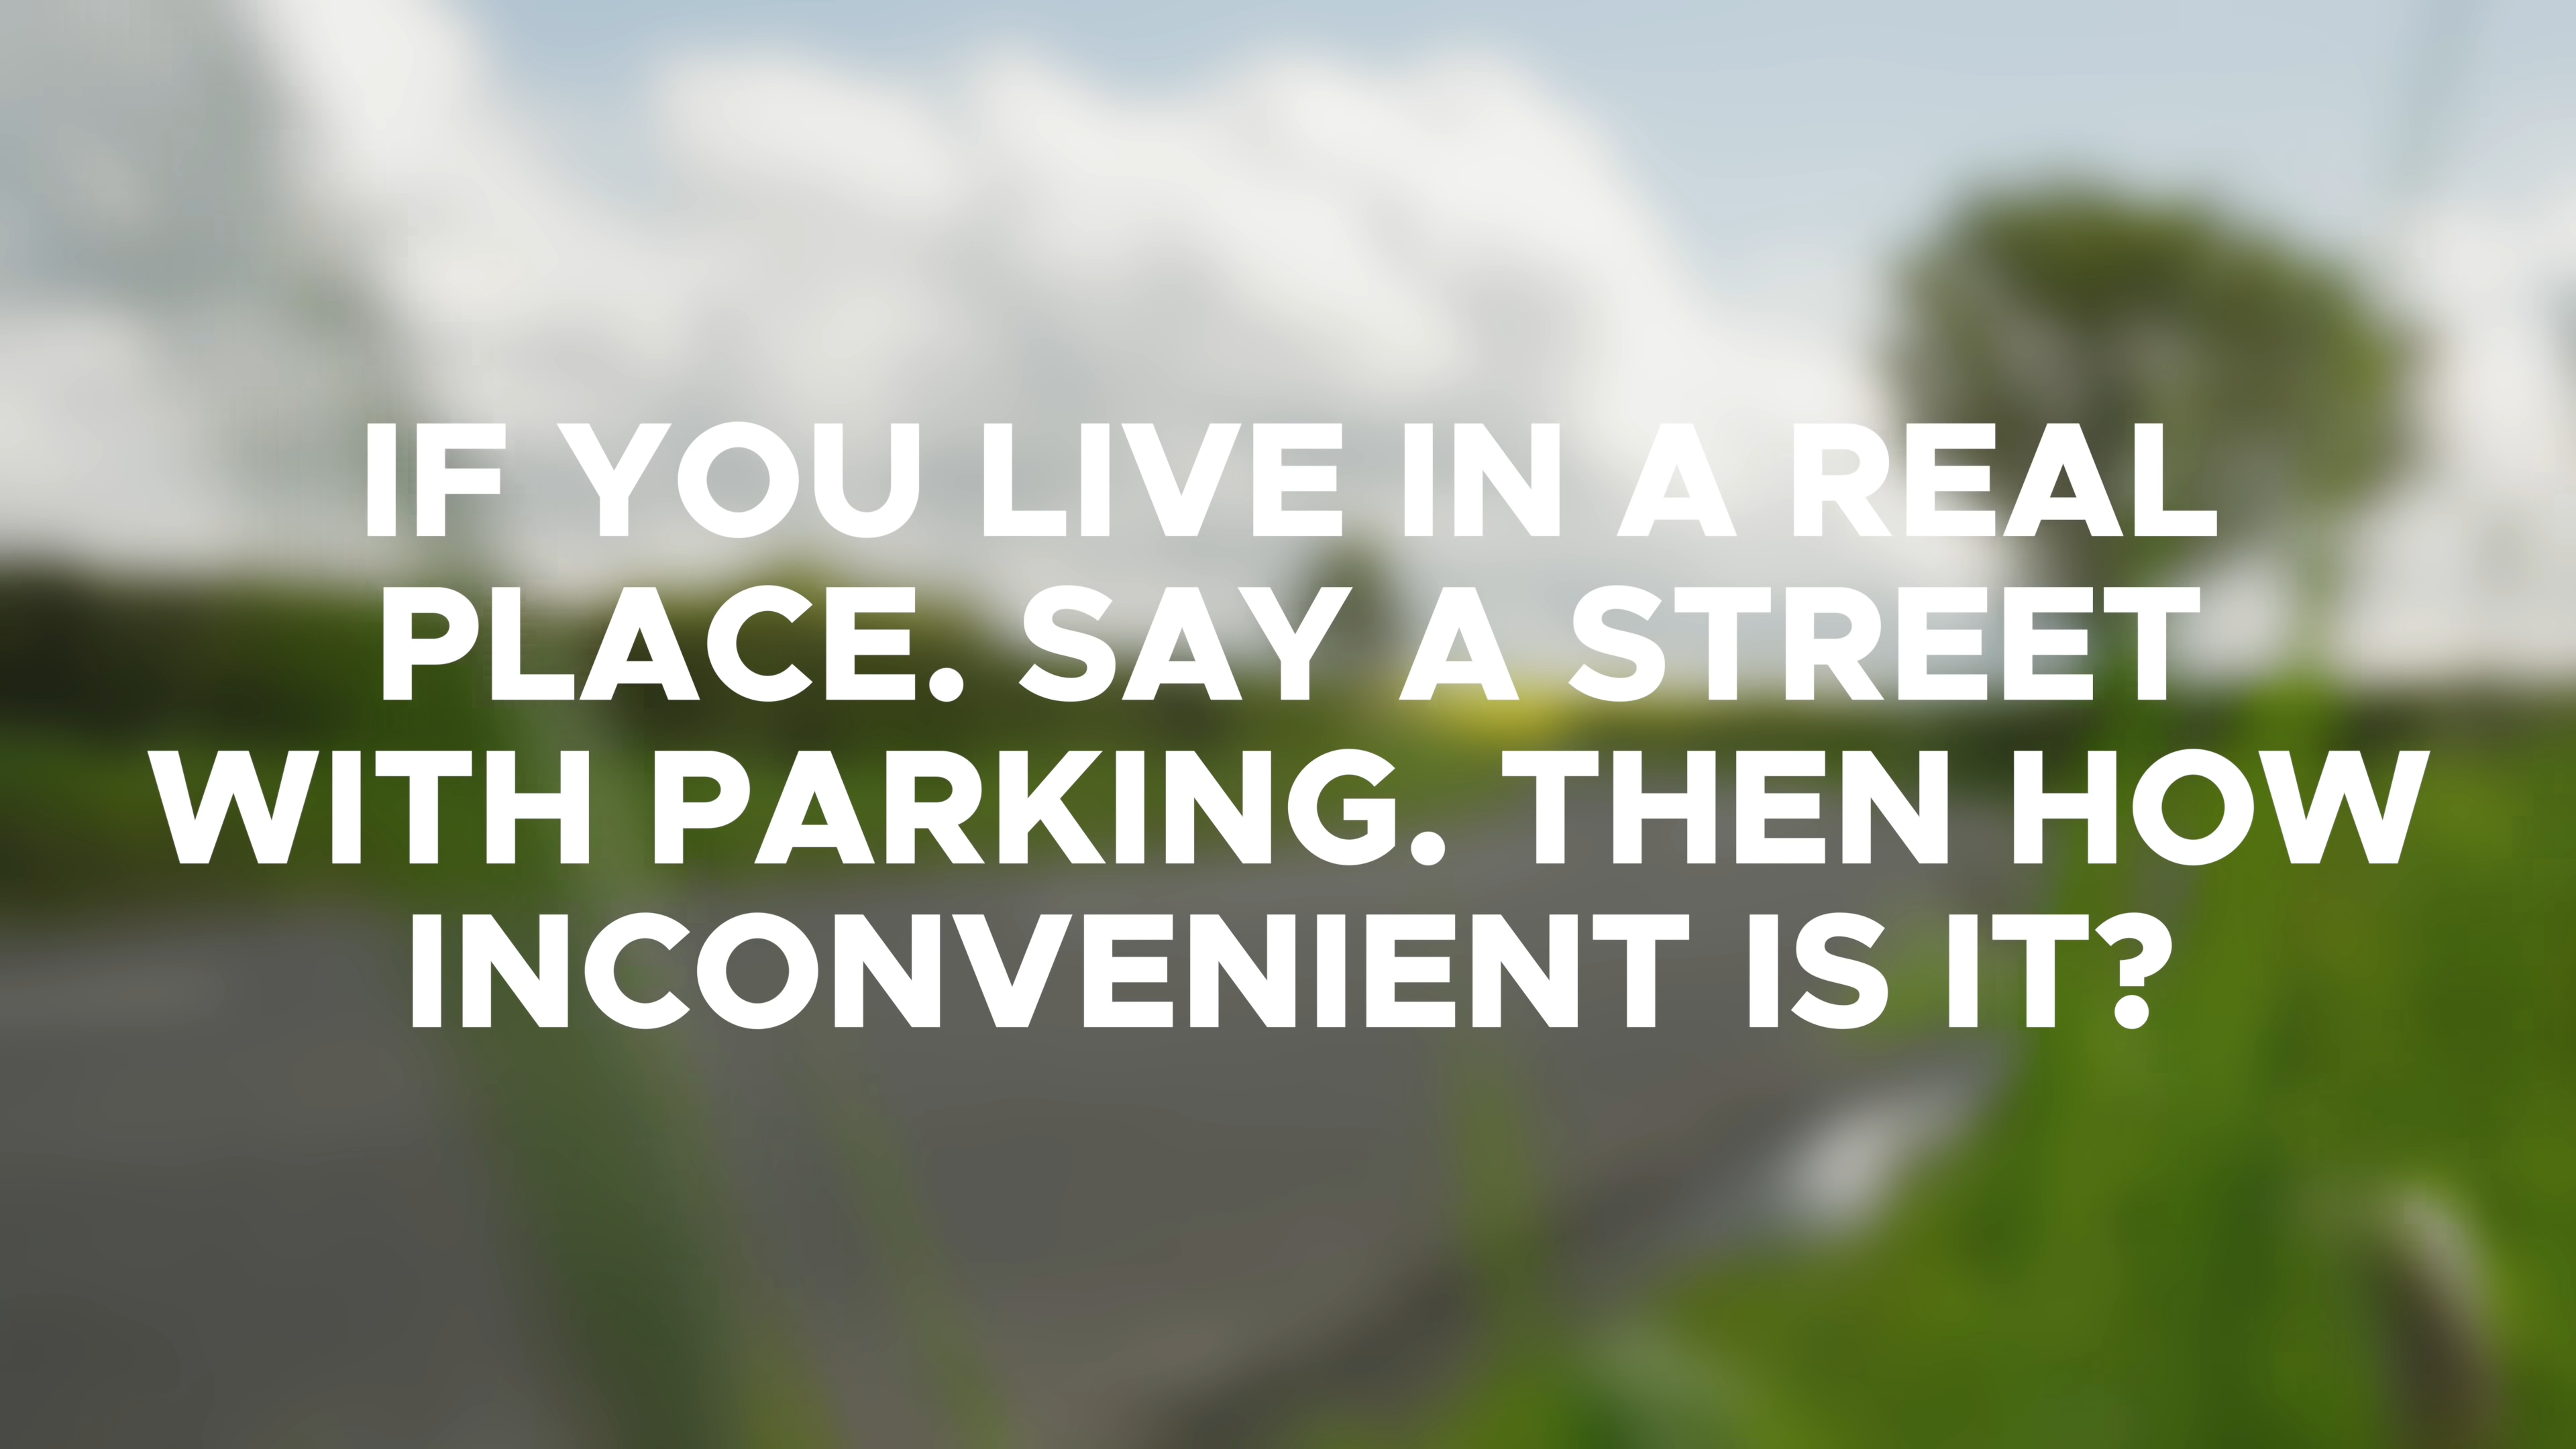 IF YOU LIVE IN A REAL
PLACE. SAY A STREET
WITH PARKING. THEN HOW
INCONVENIENT IS IT?